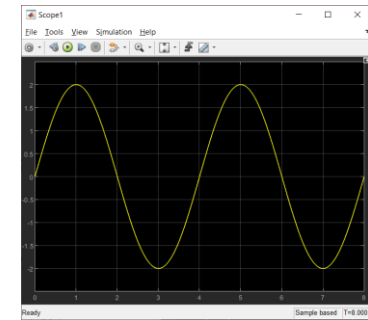 Scope1
File Tools View Simulation Help
2
1.5
1
0.5
0
-0.5
-1
-1.5
-2
0 1 2 3 4 5 6 7 8
Ready Sample based T=8.000